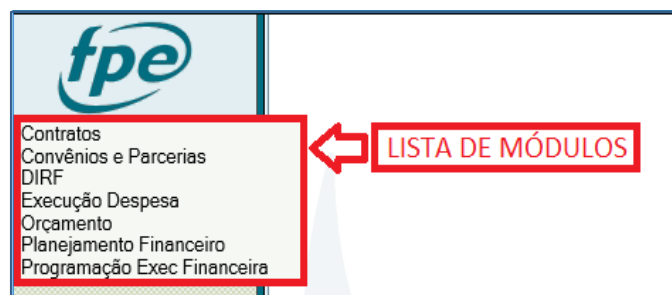 fpe
Contratos
Convênios e Parcerias
DIRF
Execução Despesa
Orçamento
Planejamento Financeiro
Programação Exec Financeira
LISTA DE MÓDULOS